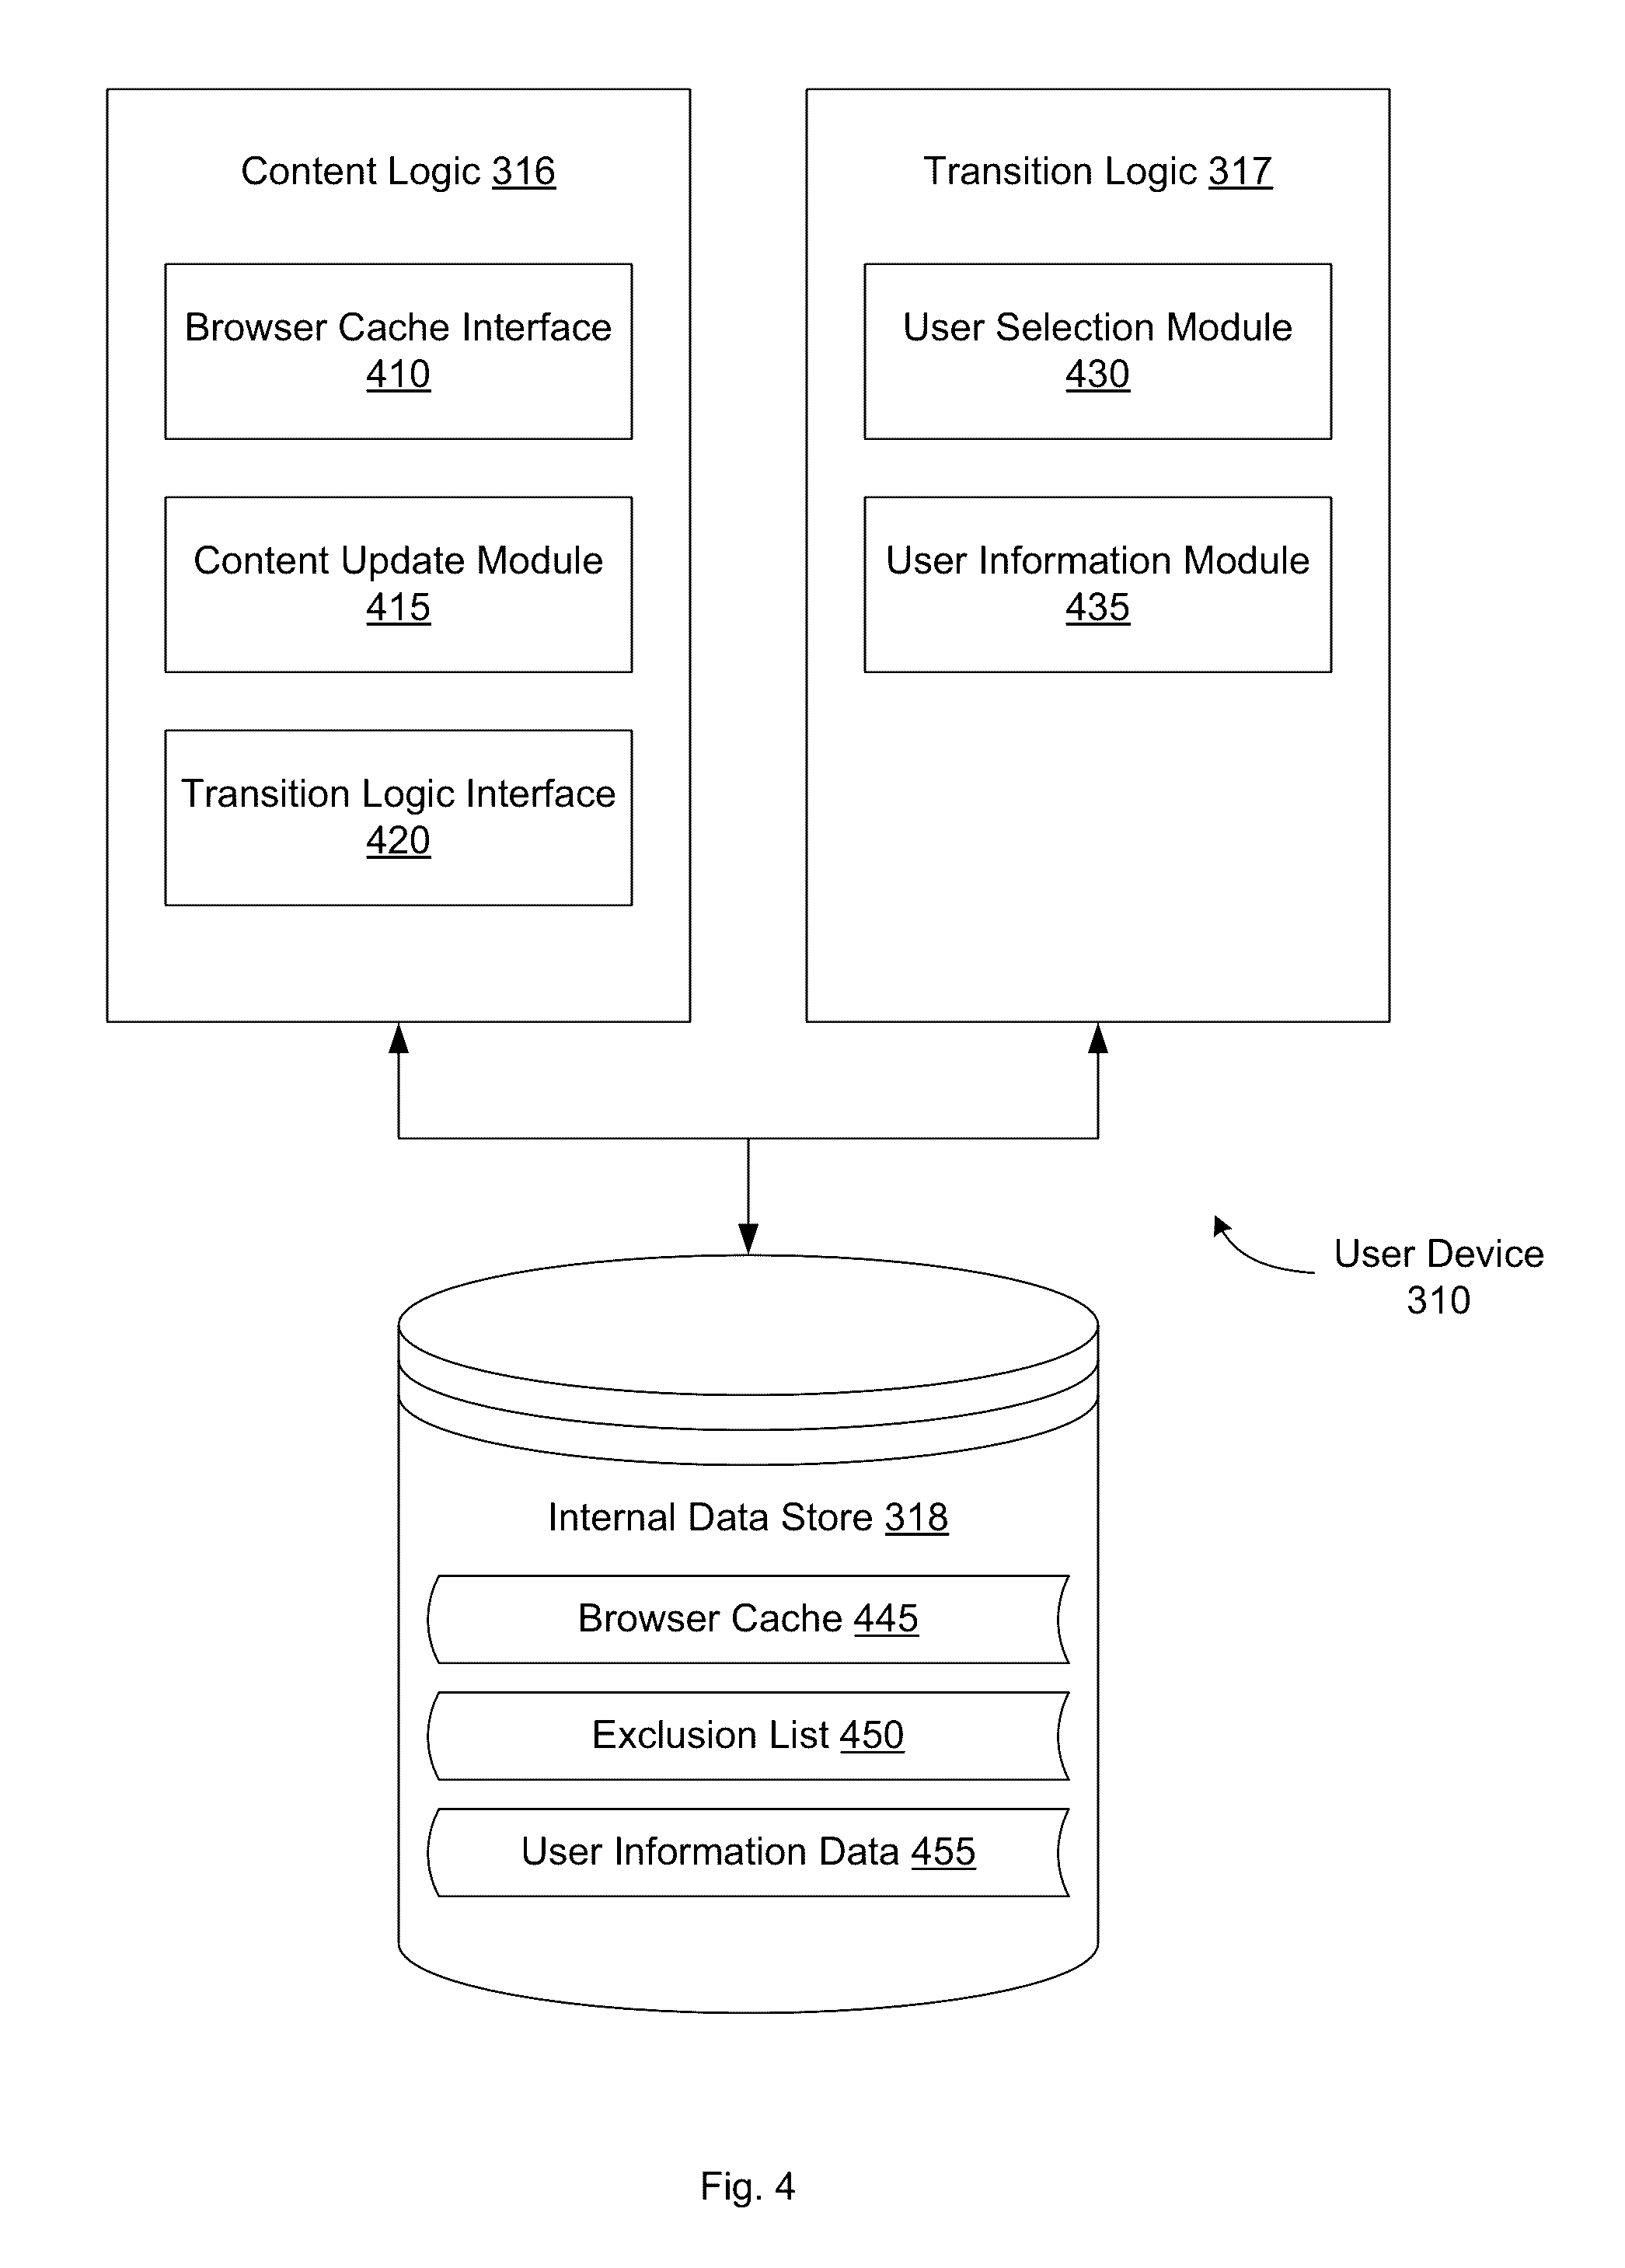 Content Logic 316
Browser Cache Interface
410
Content Update Module
415
Transition Logic Interface
420
Transition Logic 317
User Selection Module
430
User Information Module
435
User Device
310
Internal Data Store 318
Browser Cache 445
Exclusion List 450
User Information Data 455
Fig. 4